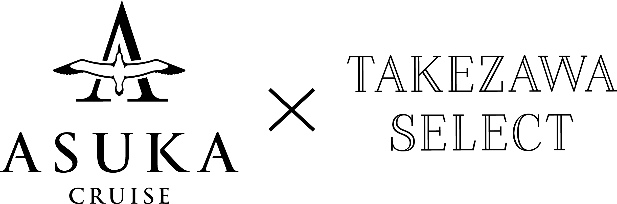 A
ASUKA
CRUISE
×
TAKEZAWA
SELECT